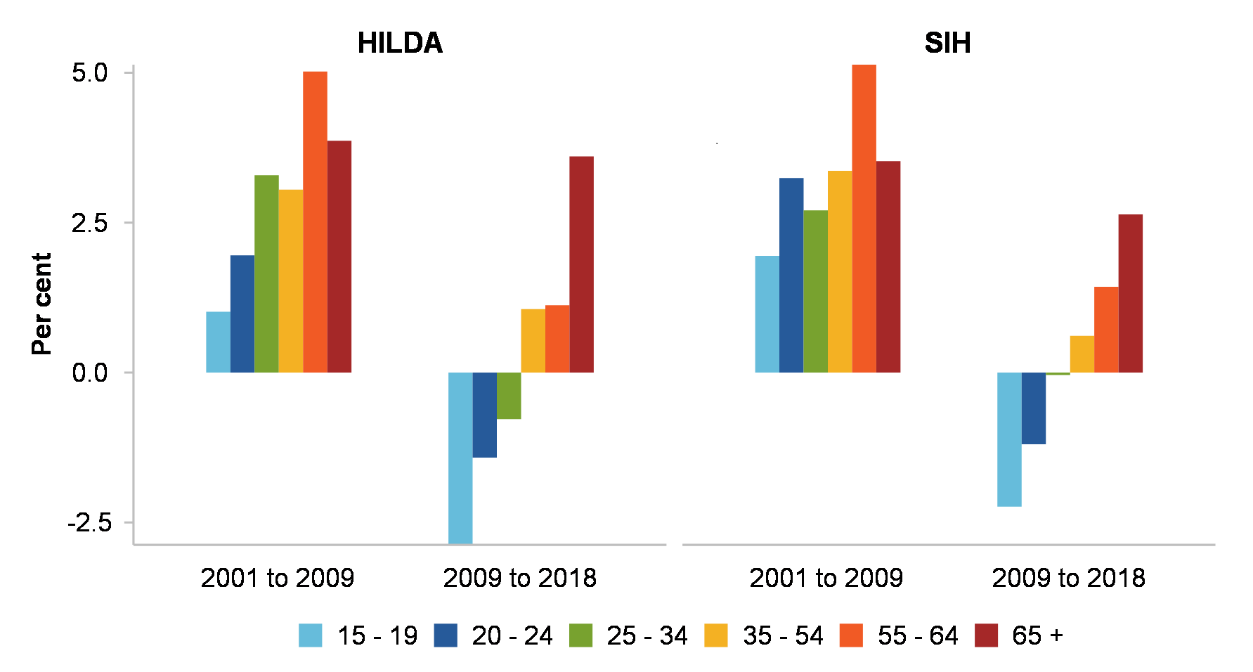 HILDA
SIH
Per cent
5.0
2.5
0.0
-2.5
2001 to 2009
2009 to 2018
2001 to 2009
2009 to 2018
15 - 19
20 - 24
25 - 34
35 - 54
55 - 64
65 +